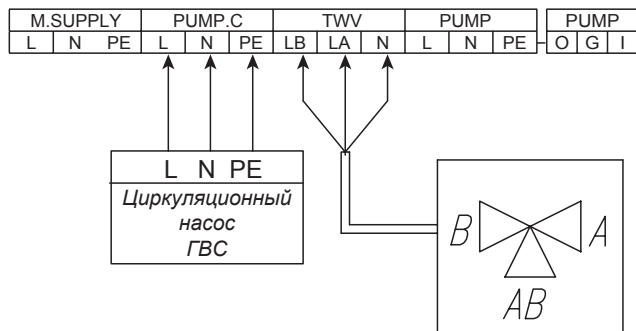 M.SUPPLY PUMP.C TWV PUMP PUMP
L N PE L N PE LB LA N L N PE O G I
L N PE
Циркуляционный
насос
ГВС
B A
AB